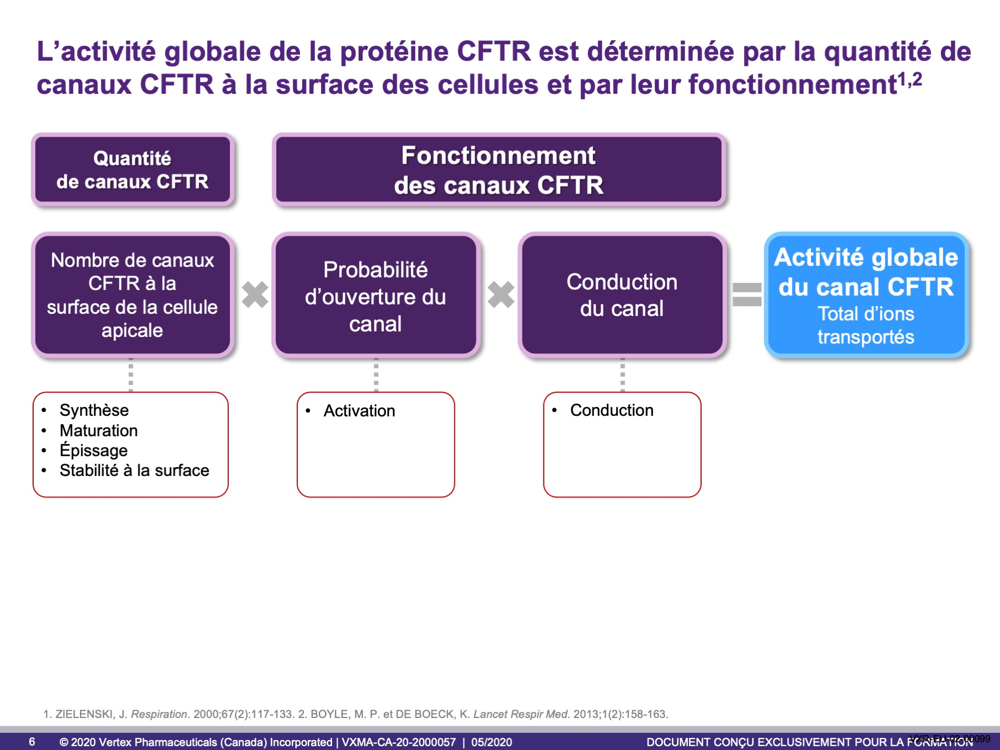 L’activité globale de la protéine CFTR est déterminée par la quantité de
canaux CFTR à la surface des cellules et par leur fonctionnement1,2
Quantité
de canaux CFTR
Fonctionnement
des canaux CFTR
Nombre de canaux
CFTR à la
surface de la cellule
apicale
Probabilité
d’ouverture du
canal
Conduction
du canal
Activité globale
du canal CFTR
Total d’ions
transportés
• Synthèse
• Maturation
• Épissage
• Stabilité à la surface
• Activation
• Conduction
1. ZIELENSKI, J. Respiration. 2000;67(2):117-133. 2. BOYLE, M. P. et DE BOECK, K. Lancet Respir Med. 2013;1(2):158-163.
6 © 2020 Vertex Pharmaceuticals (Canada) Incorporated | VXMA-CA-20-2000057 | 05/2020
DOCUMENT CONÇU EXCLUSIVEMENT POUR LA FORMATION
VXR-EU-02-00099